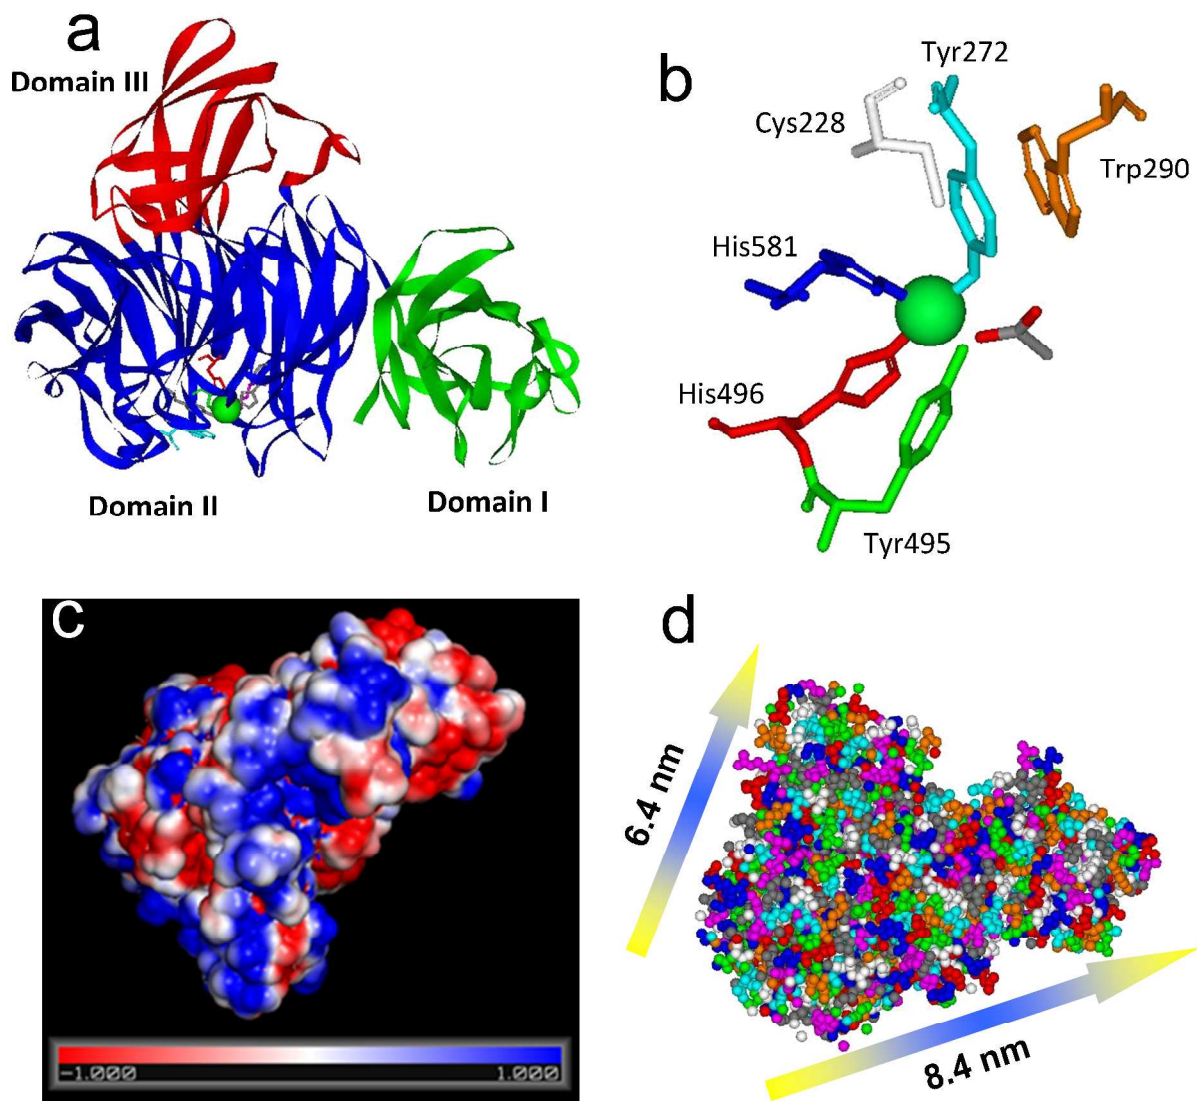 a
Domain III
Domain II
Domain I
b
Tyr272
Cys228
Trp290
His581
His496
Tyr495
c
-1.000
1.000
d
6.4 nm
8.4 nm